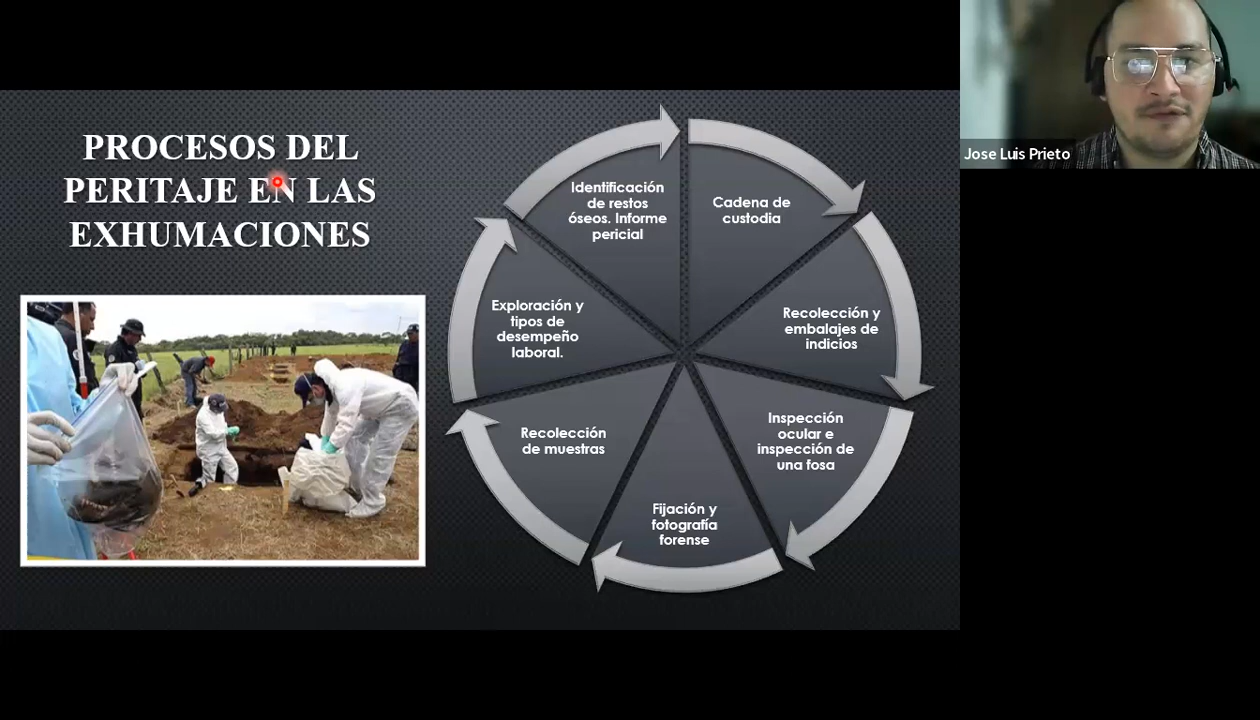 PROCESOS DEL
PERITAJE EN LAS
EXHUMACIONES
Identificación
de restos
óseos. Informe
pericial
Cadena de
custodia
Recolección y
embalajes de
indicios
Inspección
ocular e
inspección de
una fosa
Fijación y
fotografía
forense
Recolección
de muestras
Exploración y
tipos de
desempeño
laboral.
Jose Luis Prieto